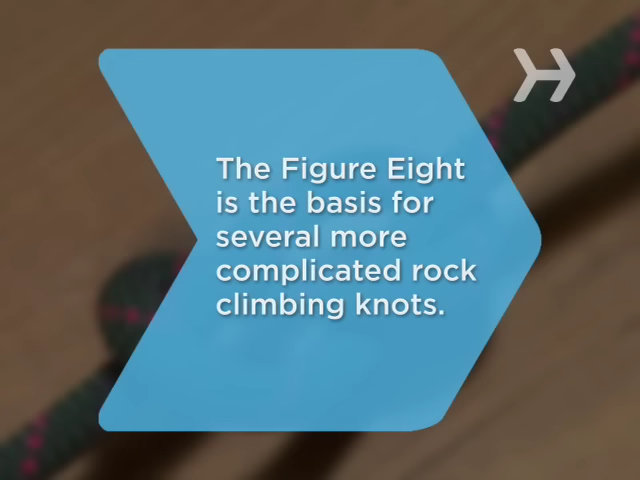 The Figure Eight
is the basis for
several more
complicated rock
climbing knots.